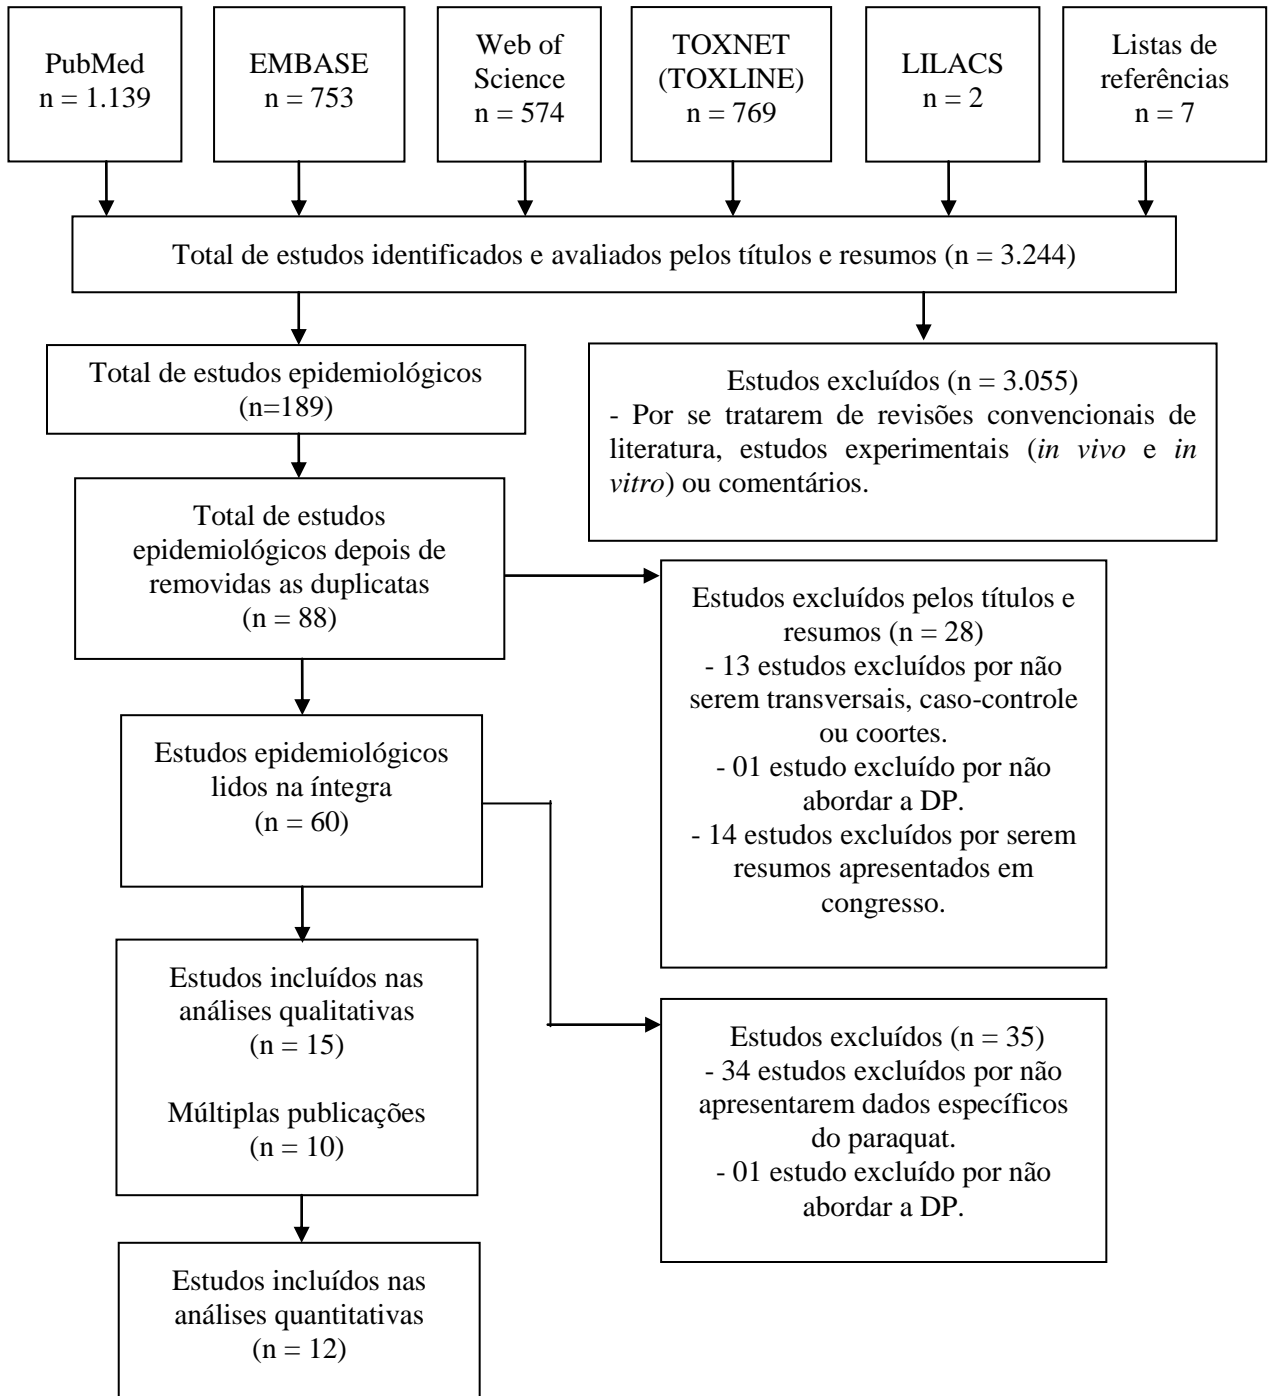 PubMed
n = 1.139
EMBASE
n = 753
Web of
Science
n = 574
TOXNET
(TOXLINE)
n = 769
LILACS
n = 2
Listas de
referências
n = 7
Total de estudos identificados e avaliados pelos títulos e resumos (n = 3.244)
Total de estudos epidemiológicos
(n=189)
Estudos excluídos (n = 3.055)
- Por se tratarem de revisões convencionais de
literatura, estudos experimentais (in vivo e in
vitro) ou comentários.
Total de estudos
epidemiológicos depois de
removidas as duplicatas
(n = 88)
Estudos excluídos pelos títulos e
resumos (n = 28)
- 13 estudos excluídos por não
serem transversais, caso-controle
ou coortes.
- 01 estudo excluído por não
abordar a DP.
- 14 estudos excluídos por serem
resumos apresentados em
congresso.
Estudos epidemiológicos
lidos na íntegra
(n = 60)
Estudos incluídos nas
análises qualitativas
(n = 15)
Múltiplas publicações
(n = 10)
Estudos excluídos (n = 35)
- 34 estudos excluídos por não
apresentarem dados específicos
do paraquat.
- 01 estudo excluído por não
abordar a DP.
Estudos incluídos nas
análises quantitativas
(n = 12)